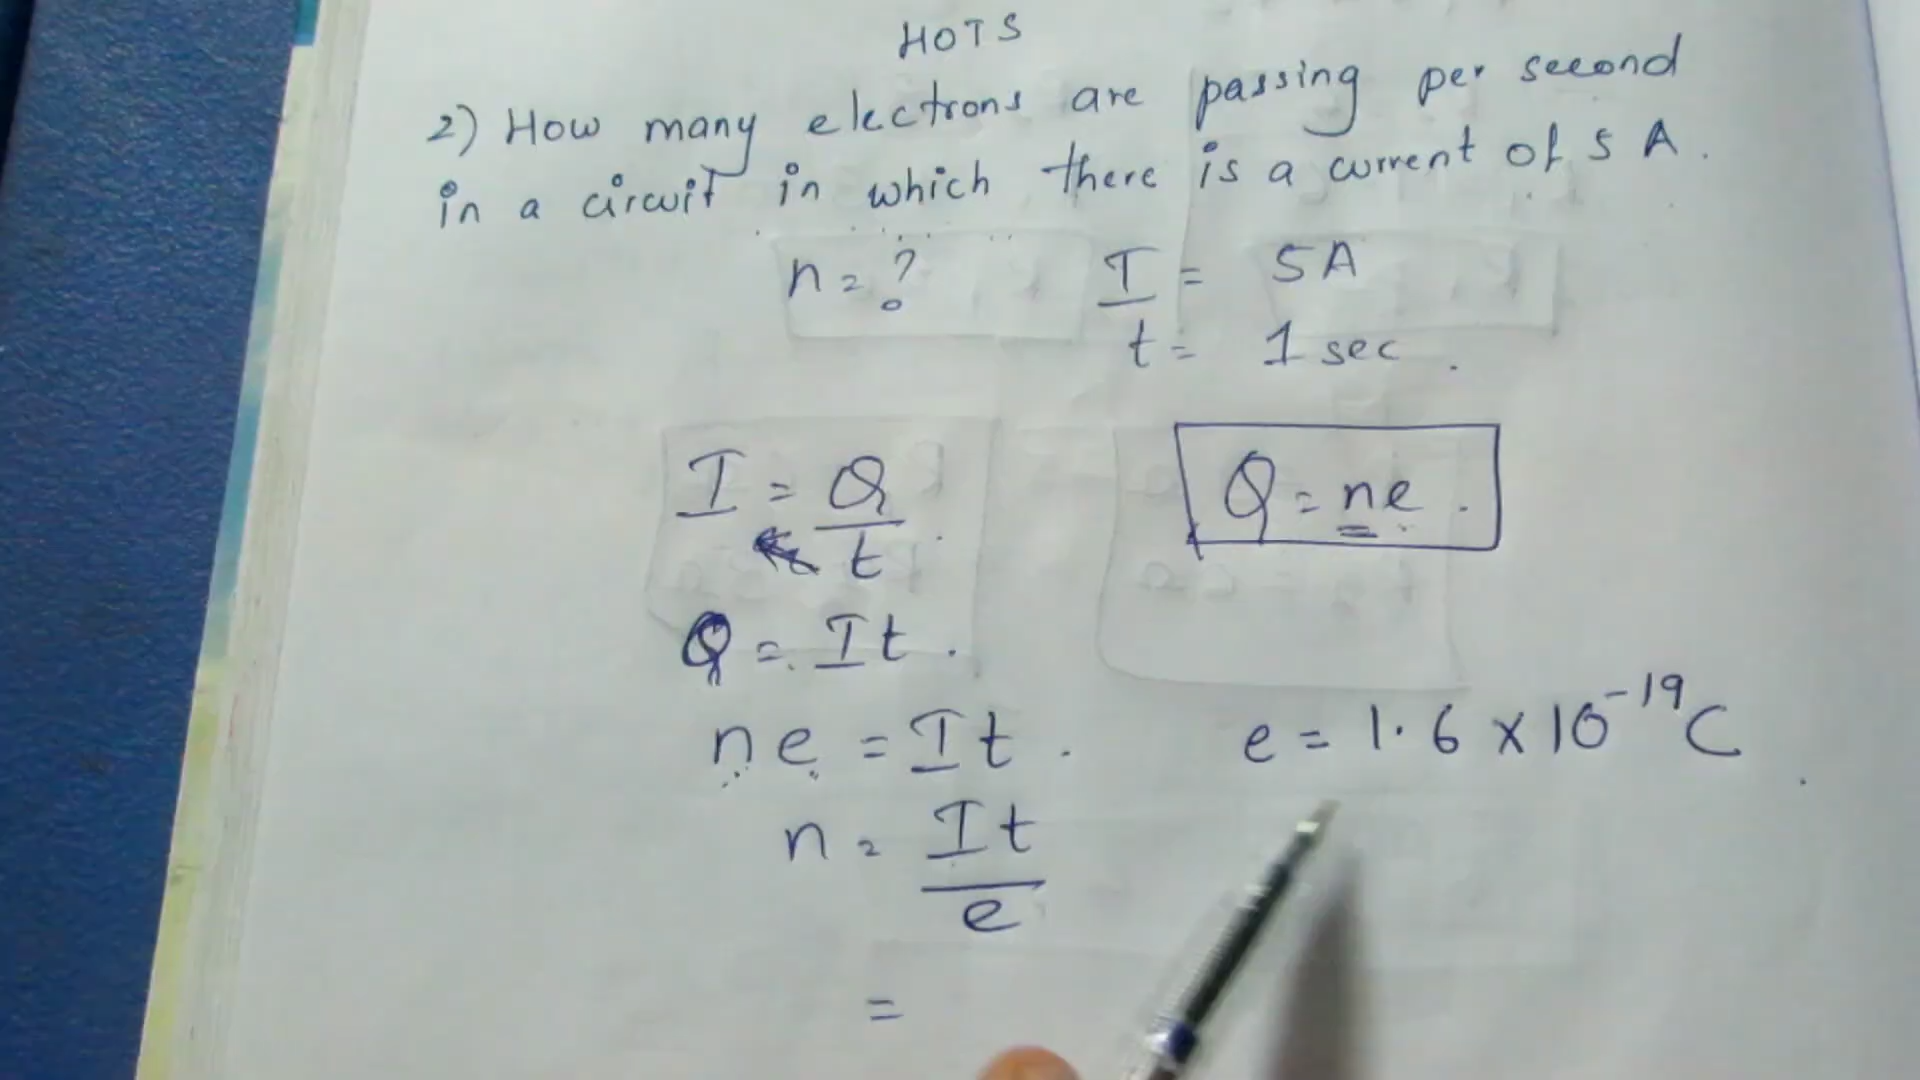 HOTS
2) How many electrons are passing per second
in a circuit in which there is a current of 5 A.
n = ? I = 5A
t = 1 sec.
I = Q/t Q = ne.
Q = It.
ne = It. e = 1.6 x 10⁻¹⁹C
n = It/e
=